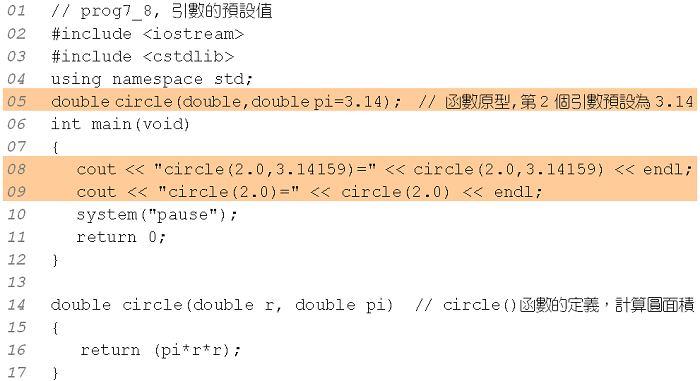 01 // prog7_8, 引數的預設值
02 #include <iostream>
03 #include <cstdlib>
04 using namespace std;
05 double circle(double,double pi=3.14); // 函數原型,第2個引數預設為3.14
06 int main(void)
07 {
08 cout << "circle(2.0,3.14159)=" << circle(2.0,3.14159) << endl;
09 cout << "circle(2.0)=" << circle(2.0) << endl;
10 system("pause");
11 return 0;
12 }
13
14 double circle(double r, double pi) // circle()函數的定義，計算圓面積
15 {
16 return (pi*r*r);
17 }